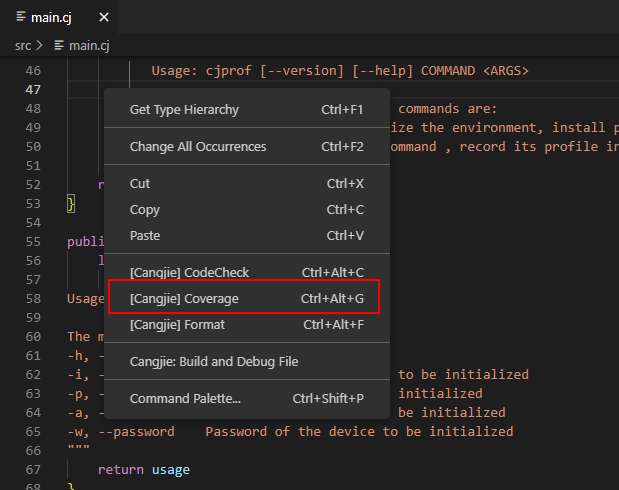 main.cj ×
src > main.cj
46 Usage: cjprof [--version] [--help] COMMAND <ARGS>
47
48 commands are:
49 ize the environment, install p
50 ommand , record its profile in
51
52 r
53 }
54
55 publi
56 l
57
58 Usage
59
60 The m
61 -h, -
62 -i, - to be initialized
63 -p, - initialized
64 -a, - be initialized
65 -w, --password Password of the device to be initialized
66 """
67 return usage
68 }
Get Type Hierarchy Ctrl+F1
Change All Occurrences Ctrl+F2
Cut Ctrl+X
Copy Ctrl+C
Paste Ctrl+V
[Cangjie] CodeCheck Ctrl+Alt+C
[Cangjie] Coverage Ctrl+Alt+G
[Cangjie] Format Ctrl+Alt+F
Cangjie: Build and Debug File
Command Palette... Ctrl+Shift+P